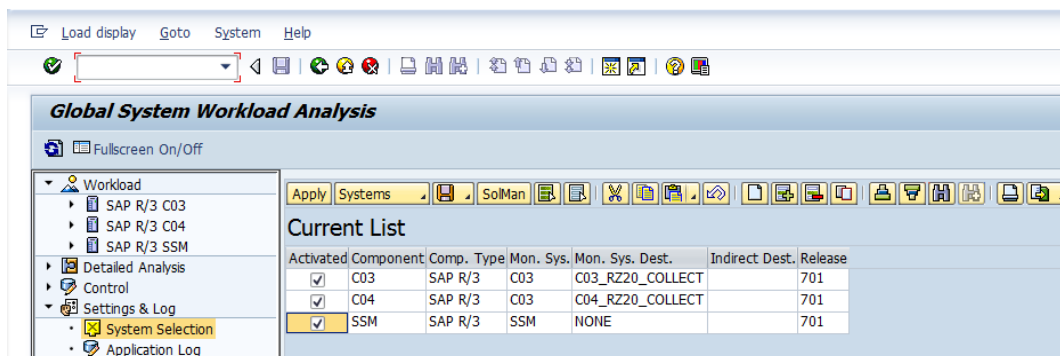 Load display Goto System Help
Global System Workload Analysis
Fullscreen On/Off
Workload
SAP R/3 C03
SAP R/3 C04
SAP R/3 SSM
Detailed Analysis
Control
Settings & Log
System Selection
Application Log
Apply Systems SolMan
Current List
Activated Component Comp. Type Mon. Sys. Mon. Sys. Dest. Indirect Dest. Release
C03 SAP R/3 C03 C03_RZ20_COLLECT 701
C04 SAP R/3 C03 C04_RZ20_COLLECT 701
SSM SAP R/3 SSM NONE 701